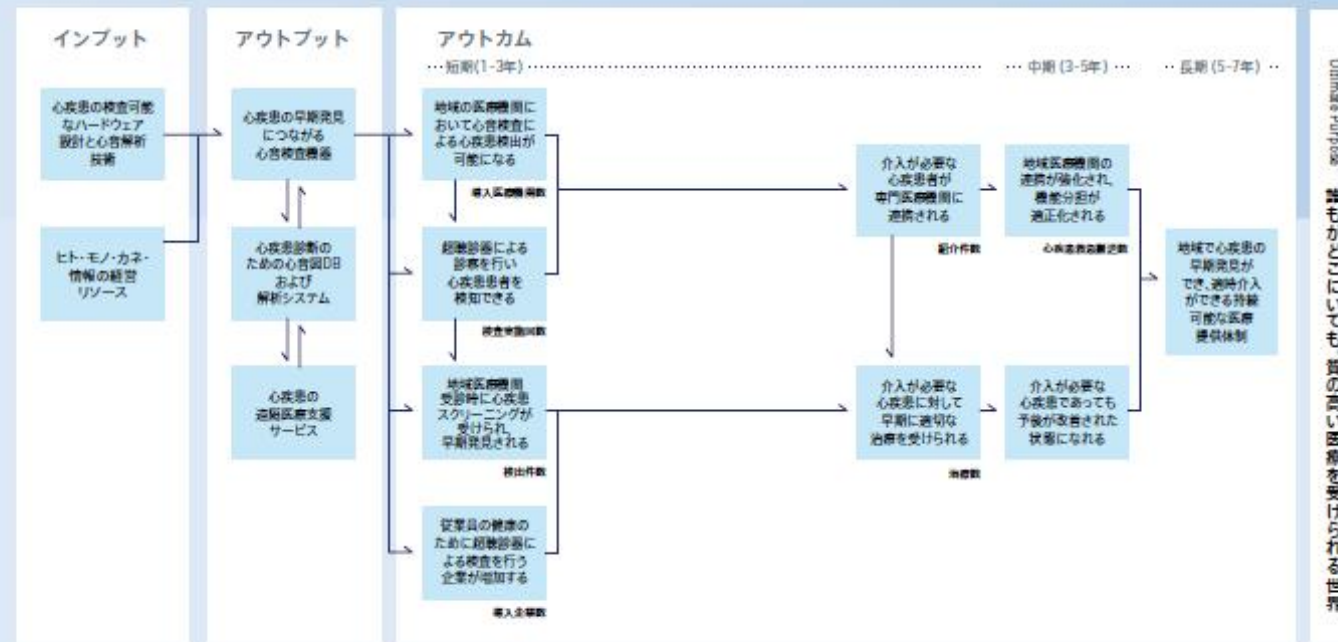 インプット
アウトプット
アウトカム
…短期(1-3年)…
… 中期 (3-5年) …
… 長期 (5-7年) …
心疾患の検査可能
なハードウェア
設計と心音解析
技術
ヒト・モノ・カネ・
情報の経営
リソース
心疾患の早期発見
につながる
心音検査機器
心疾患診断の
ための心音図DB
および
解析システム
心疾患の
遠隔医療支援
サービス
地域の医療機関に
おいて心音検査に
よる心疾患検出が
可能になる
導入医療機関数
超聴診器による
診察を行い
心疾患患者を
検知できる
検査実施回数
地域医療機関
受診時に心疾患
スクリーニングが
受けられ、
早期発見される
検出件数
従業員の健康の
ために超聴診器に
よる検査を行う
企業が増加する
導入企業数
介入が必要な
心疾患者が
専門医療機関に
連携される
紹介件数
介入が必要な
心疾患に対して
早期に適切な
治療を受けられる
治療数
地域医療機関の
連携が強化され、
機能分担が
適正化される
心疾患救急搬送数
介入が必要な
心疾患であっても
予後が改善された
状態になれる
地域で心疾患の
早期発見が
でき、適時介入
ができる持続
可能な医療
提供体制
Ultimate Purpose
誰もがどこにいても 質の高い医療を受けられる世界